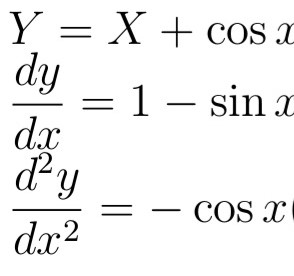 Y = X + cos x
dy/dx = 1 − sin x
d²y/dx² = − cos x(